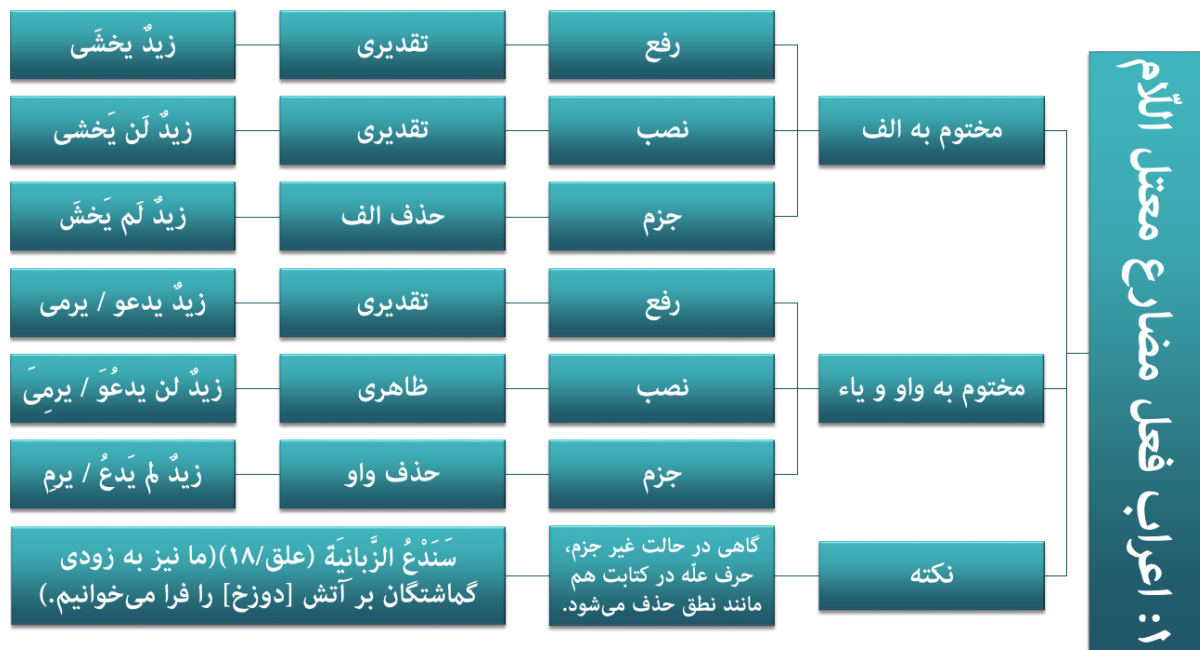 ۱: اعراب فعل مضارع معتل اللّام
مختوم به الف
رفع
تقدیری
زیدٌ یخشَی
نصب
تقدیری
زیدٌ لَن یَخشی
جزم
حذف الف
زیدٌ لَم یَخشَ
مختوم به واو و یاء
رفع
تقدیری
زیدٌ یدعو / یرمی
نصب
ظاهری
زیدٌ لن یدعُوَ / یرمِیَ
جزم
حذف واو
زیدٌ لم یَدعُ / یرمِ
نکته
گاهی در حالت غیر جزم،
حرف علّه در کتابت هم
مانند نطق حذف می‌شود.
سَنَدْعُ الزَّبانیَة (علق/۱۸)(ما نیز به زودی
گماشتگان بر آتش [دوزخ] را فرا می‌خوانیم.)